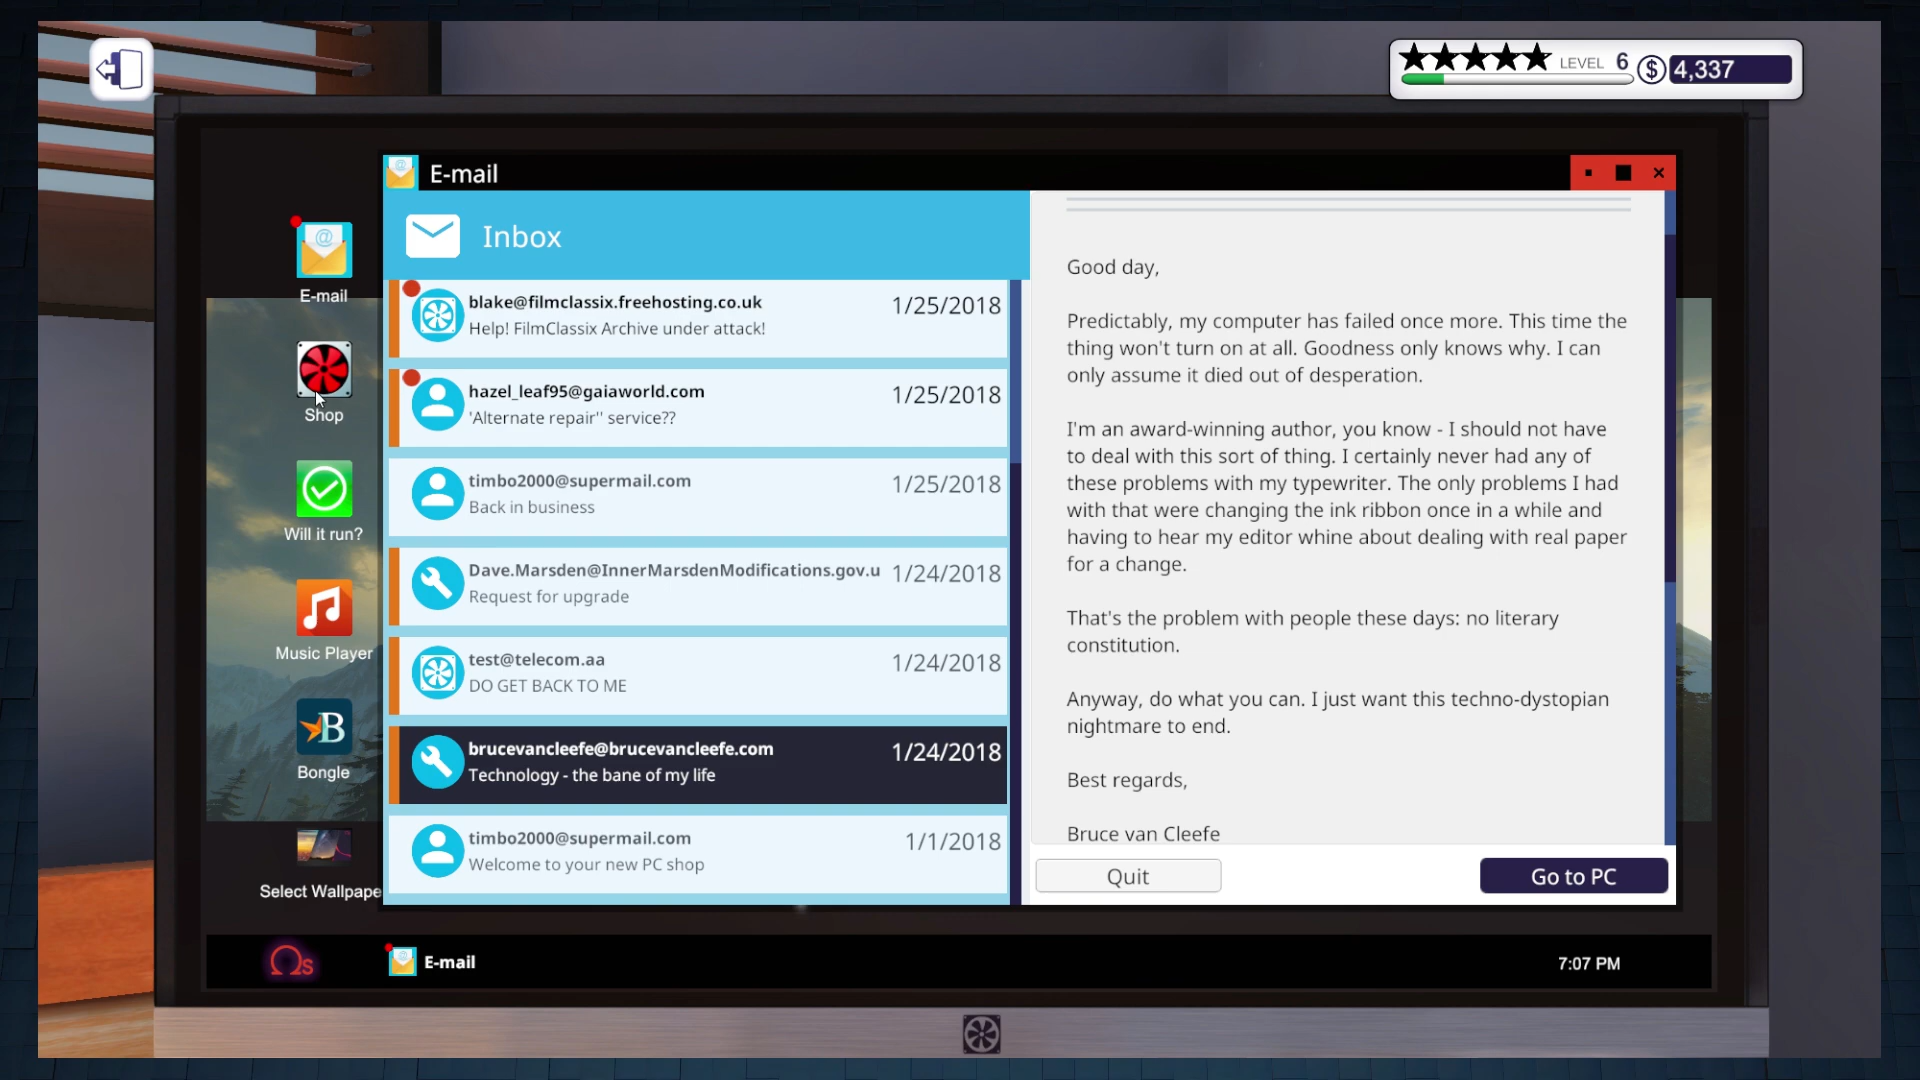 LEVEL 6 $ 4,337
E-mail
Inbox
E-mail
Shop
Will it run?
Music Player
B
Bongle
Select Wallpape
blake@filmclassix.freehosting.co.uk 1/25/2018
Help! FilmClassix Archive under attack!
hazel_leaf95@gaiaworld.com 1/25/2018
'Alternate repair'' service??
timbo2000@supermail.com 1/25/2018
Back in business
Dave.Marsden@InnerMarsdenModifications.gov.u 1/24/2018
Request for upgrade
test@telecom.aa 1/24/2018
DO GET BACK TO ME
brucevancleefe@brucevancleefe.com 1/24/2018
Technology - the bane of my life
timbo2000@supermail.com 1/1/2018
Welcome to your new PC shop
Good day,
Predictably, my computer has failed once more. This time the
thing won't turn on at all. Goodness only knows why. I can
only assume it died out of desperation.
I'm an award-winning author, you know - I should not have
to deal with this sort of thing. I certainly never had any of
these problems with my typewriter. The only problems I had
with that were changing the ink ribbon once in a while and
having to hear my editor whine about dealing with real paper
for a change.
That's the problem with people these days: no literary
constitution.
Anyway, do what you can. I just want this techno-dystopian
nightmare to end.
Best regards,
Bruce van Cleefe
Quit
Go to PC
Ωs
E-mail
7:07 PM